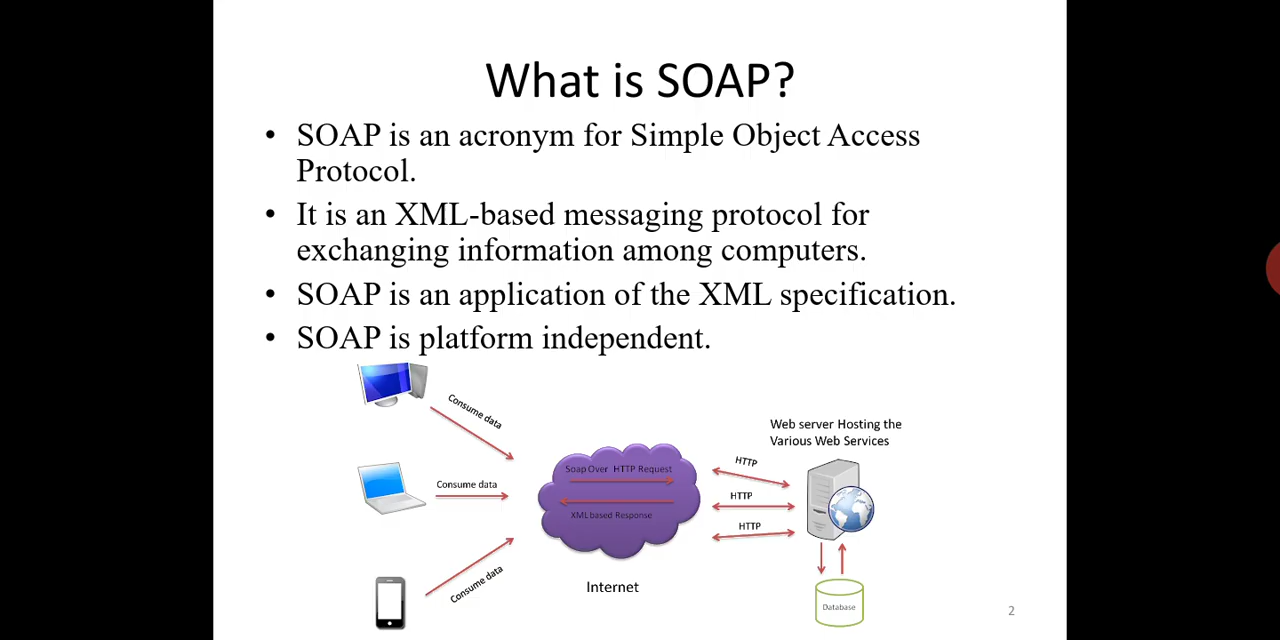 What is SOAP?
• SOAP is an acronym for Simple Object Access
Protocol.
• It is an XML-based messaging protocol for
exchanging information among computers.
• SOAP is an application of the XML specification.
• SOAP is platform independent.
Consume data
Consume data
Consume data
Soap Over HTTP Request
XML based Response
Internet
HTTP
HTTP
HTTP
Web server Hosting the
Various Web Services
Database
2